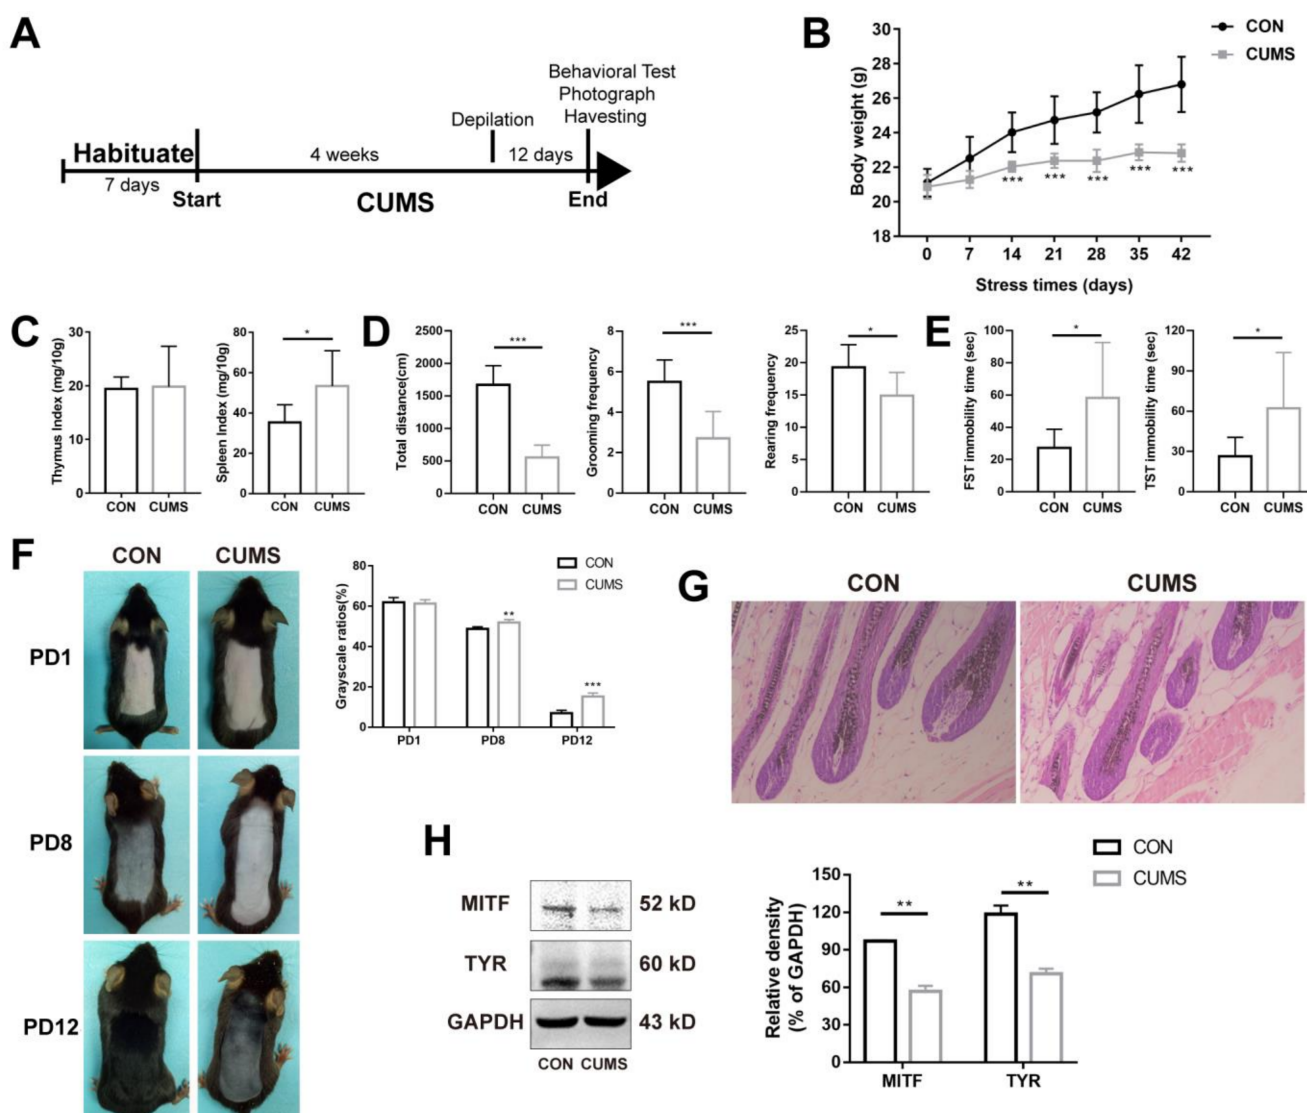 A
Behavioral Test
Photograph
Havesting
Depilation
Habituate
4 weeks
12 days
7 days
Start
CUMS
End
B
CON
CUMS
Body weight (g)
30
28
26
24
22
20
18
*** *** *** *** ***
0 7 14 21 28 35 42
Stress times (days)
C
Thymus Index (mg/10g)
30
20
10
0
CON CUMS
Spleen Index (mg/10g)
80
60
40
20
0
*
CON CUMS
D
Total distance(cm)
2500
2000
1500
1000
500
0
***
CON CUMS
Grooming frequency
8
6
4
2
0
***
CON CUMS
Rearing frequency
25
20
15
10
5
0
*
CON CUMS
E
FST immobility time (sec)
100
80
60
40
20
0
*
CON CUMS
TST immobility time (sec)
120
90
60
30
0
*
CON CUMS
F
CON CUMS
PD1
PD8
PD12
Grayscale ratios(%)
80
60
40
20
0
CON
CUMS
**
***
PD1 PD8 PD12
G
CON CUMS
H
MITF 52 kD
TYR 60 kD
GAPDH 43 kD
CON CUMS
CON
CUMS
Relative density
(% of GAPDH)
150
120
90
60
30
0
**
**
MITF TYR